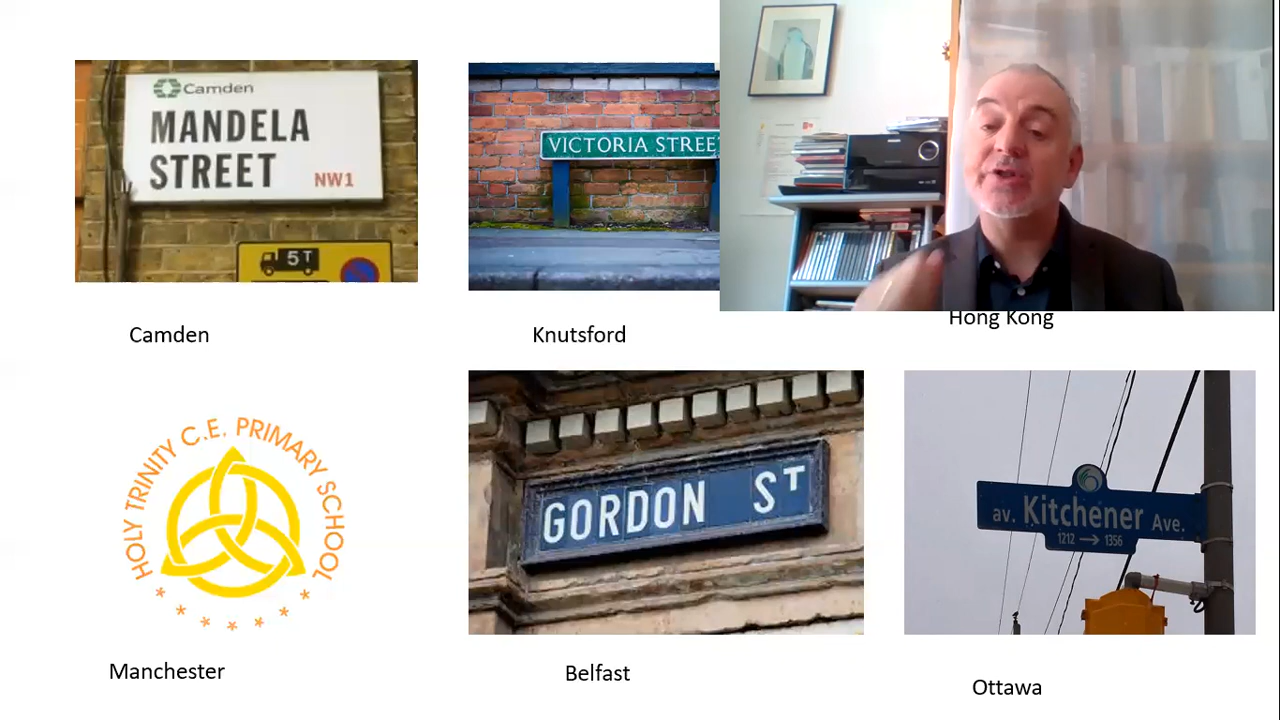 Camden
MANDELA
STREET
NW1
5T
VICTORIA STREET
Camden
Knutsford
Hong Kong
HOLY TRINITY C.E. PRIMARY SCHOOL
GORDON ST
av. Kitchener Ave.
1212 → 1356
Manchester
Belfast
Ottawa